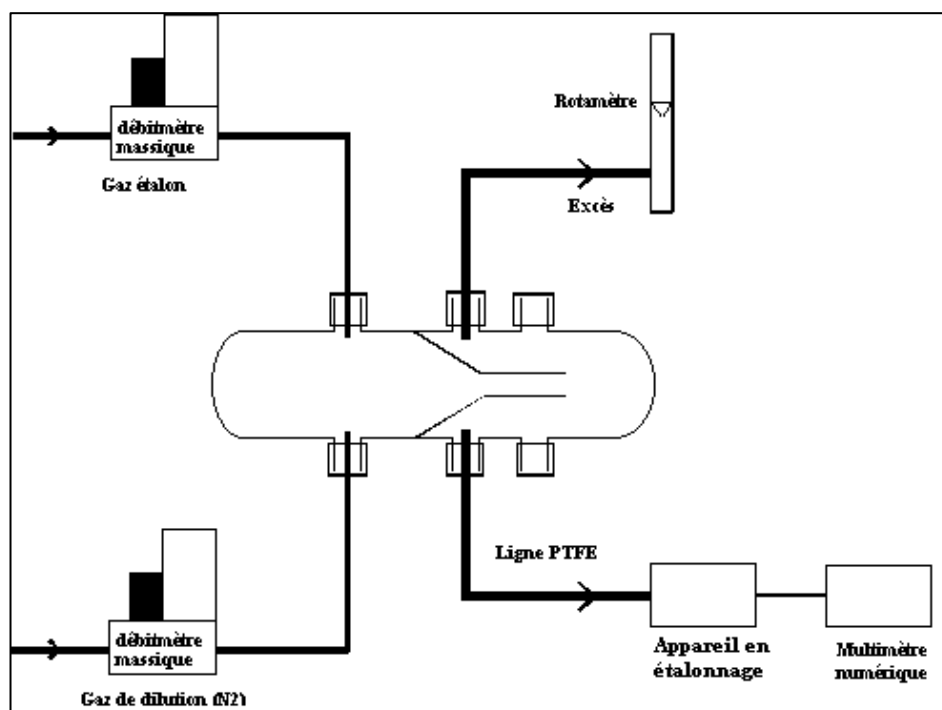 débitmètre
massique
Gaz étalon
Rotamètre
Excès
Ligne PTFE
débitmètre
massique
Gaz de dilution (N2)
Appareil en
étalonnage
Multimètre
numérique